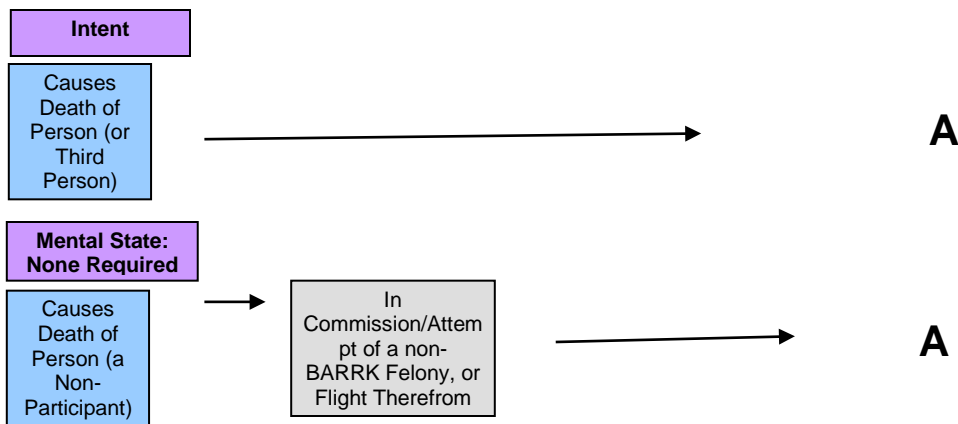 Intent
Causes
Death of
Person (or
Third
Person)
A
Mental State:
None Required
Causes
Death of
Person (a
Non-
Participant)
In
Commission/Attem
pt of a non-
BARRK Felony, or
Flight Therefrom
A